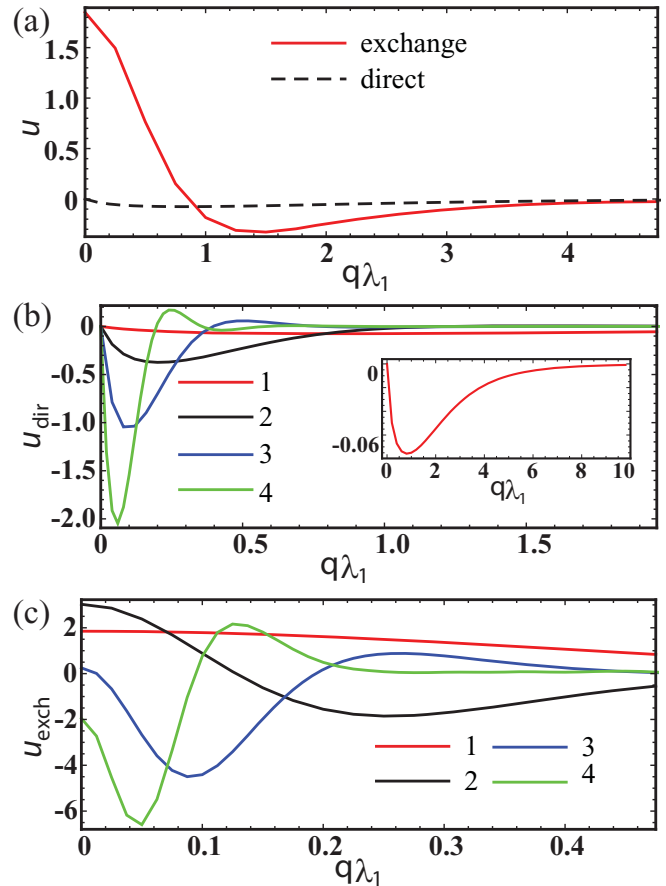 (a)
exchange
direct
1.5
1.0
0.5
0
u
0 1 2 3 4
qλ₁
(b)
0
-0.5
-1.0
-1.5
-2.0
u_dir
1
2
3
4
0
-0.06
0 2 4 6 8 10
qλ₁
0 0.5 1.0 1.5
qλ₁
(c)
2
0
-2
-4
-6
u_exch
1 3
2 4
0 0.1 0.2 0.3 0.4
qλ₁